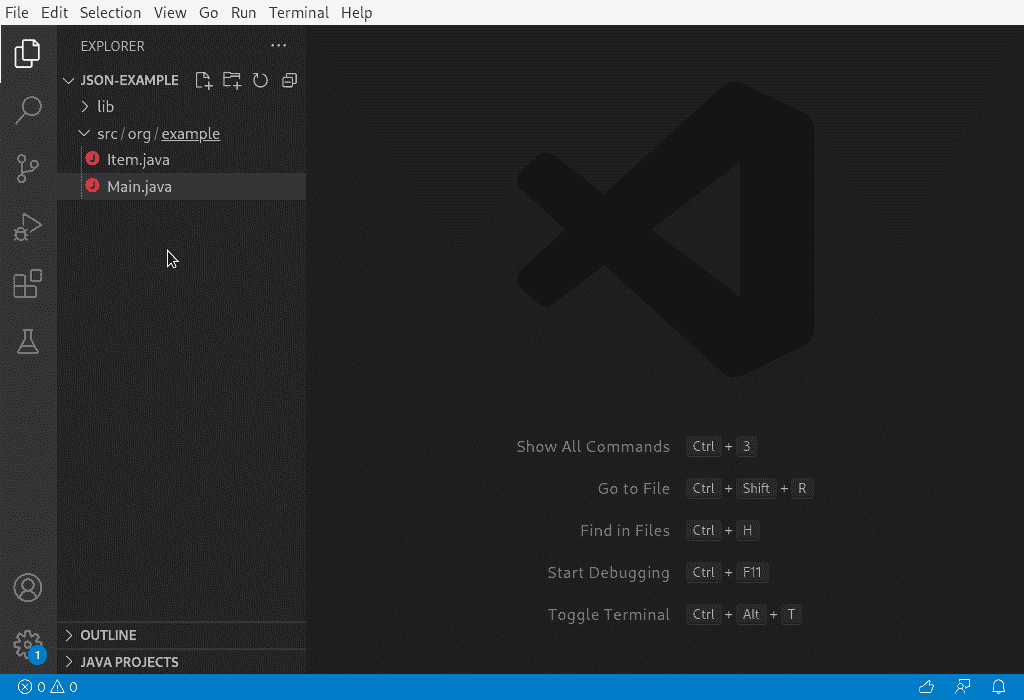 File Edit Selection View Go Run Terminal Help
EXPLORER
JSON-EXAMPLE
lib
src / org / example
J Item.java
J Main.java
Show All Commands Ctrl + 3
Go to File Ctrl + Shift + R
Find in Files Ctrl + H
Start Debugging Ctrl + F11
Toggle Terminal Ctrl + Alt + T
OUTLINE
1
JAVA PROJECTS
0 0